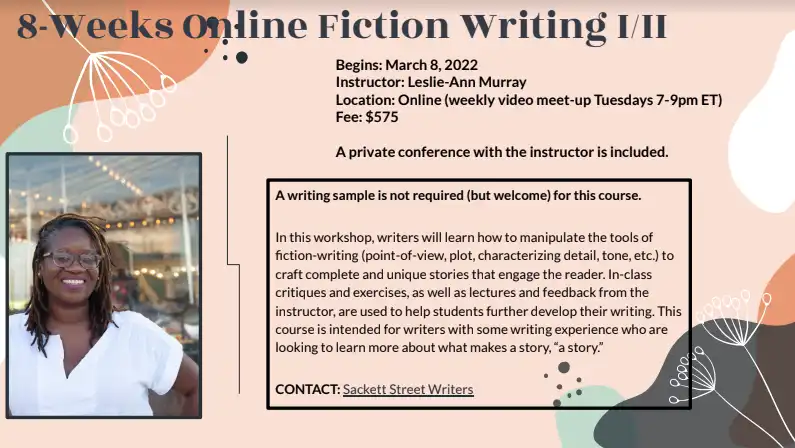 8-Weeks Online Fiction Writing I/II
Begins: March 8, 2022
Instructor: Leslie-Ann Murray
Location: Online (weekly video meet-up Tuesdays 7-9pm ET)
Fee: $575
A private conference with the instructor is included.
A writing sample is not required (but welcome) for this course.
In this workshop, writers will learn how to manipulate the tools of
fiction-writing (point-of-view, plot, characterizing detail, tone, etc.) to
craft complete and unique stories that engage the reader. In-class
critiques and exercises, as well as lectures and feedback from the
instructor, are used to help students further develop their writing. This
course is intended for writers with some writing experience who are
looking to learn more about what makes a story, “a story.”
CONTACT: Sackett Street Writers